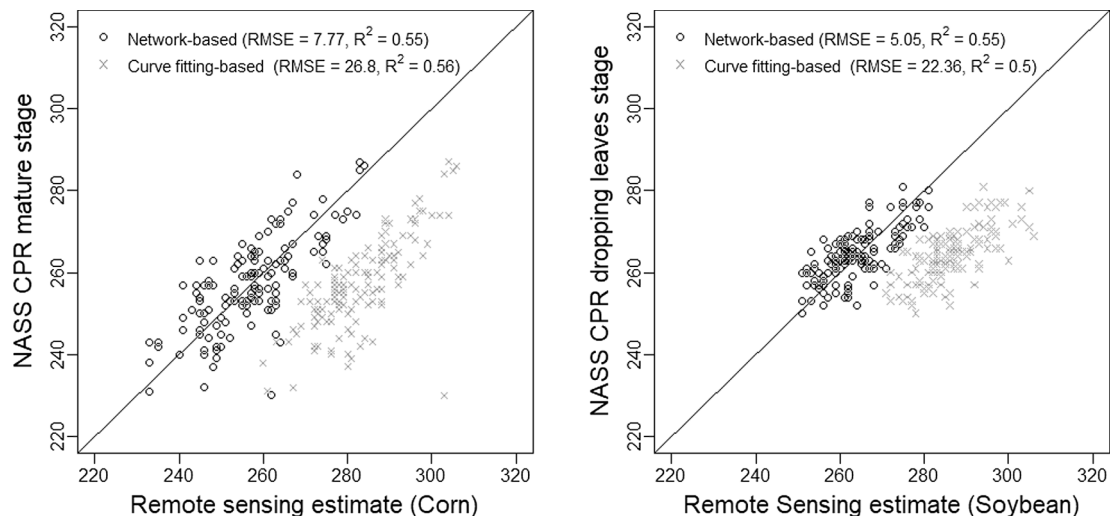 NASS CPR mature stage
320
300
280
260
240
220
Network-based (RMSE = 7.77, R² = 0.55)
Curve fitting-based (RMSE = 26.8, R² = 0.56)
220 240 260 280 300 320
Remote sensing estimate (Corn)
NASS CPR dropping leaves stage
320
300
280
260
240
220
Network-based (RMSE = 5.05, R² = 0.55)
Curve fitting-based (RMSE = 22.36, R² = 0.5)
220 240 260 280 300 320
Remote Sensing estimate (Soybean)